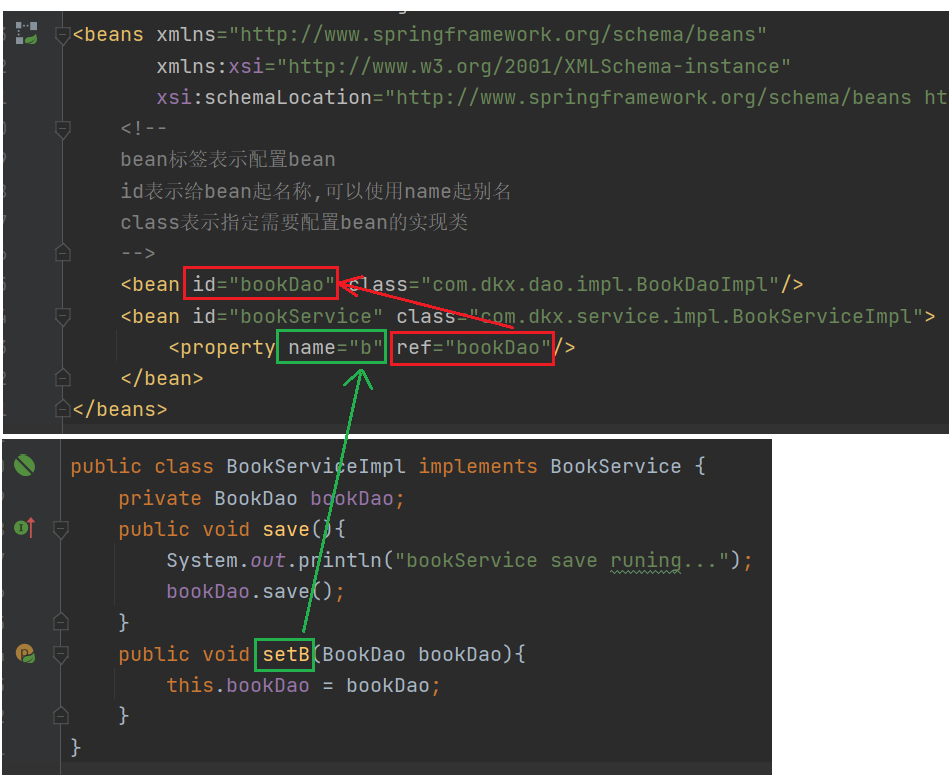 <beans xmlns="http://www.springframework.org/schema/beans"
xmlns:xsi="http://www.w3.org/2001/XMLSchema-instance"
xsi:schemaLocation="http://www.springframework.org/schema/beans ht
<!--
bean标签表示配置bean
id表示给bean起名称,可以使用name起别名
class表示指定需要配置bean的实现类
-->
<bean id="bookDao" class="com.dkx.dao.impl.BookDaoImpl"/>
<bean id="bookService" class="com.dkx.service.impl.BookServiceImpl">
<property name="b" ref="bookDao"/>
</bean>
</beans>
public class BookServiceImpl implements BookService {
private BookDao bookDao;
public void save(){
System.out.println("bookService save runing...");
bookDao.save();
}
public void setB(BookDao bookDao){
this.bookDao = bookDao;
}
}